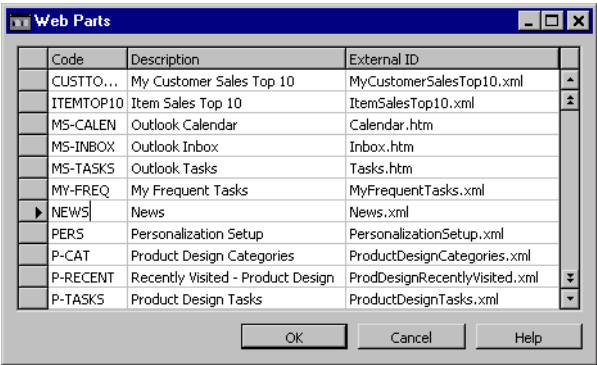 Web Parts
Code Description External ID
CUSTTO... My Customer Sales Top 10 MyCustomerSalesTop10.xml
ITEMTOP10 Item Sales Top 10 ItemSalesTop10.xml
MS-CALEN Outlook Calendar Calendar.htm
MS-INBOX Outlook Inbox Inbox.htm
MS-TASKS Outlook Tasks Tasks.htm
MY-FREQ My Frequent Tasks MyFrequentTasks.xml
NEWS News News.xml
PERS Personalization Setup PersonalizationSetup.xml
P-CAT Product Design Categories ProductDesignCategories.xml
P-RECENT Recently Visited - Product Design ProdDesignRecentlyVisited.xml
P-TASKS Product Design Tasks ProductDesignTasks.xml
OK Cancel Help